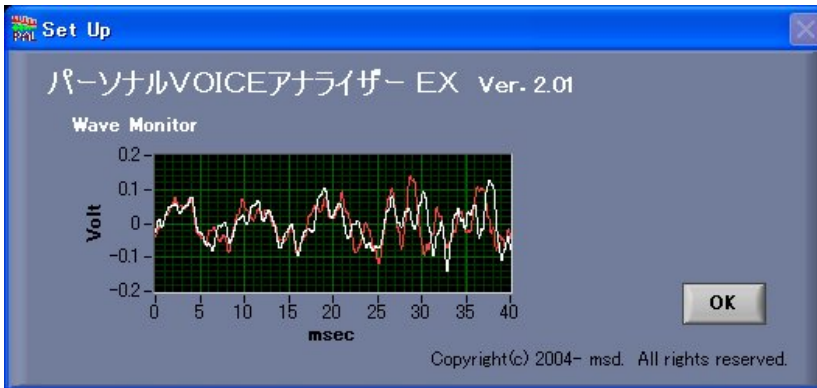 Set Up
パーソナルVOICEアナライザー EX Ver. 2.01
Wave Monitor
0.2
0.1
0
-0.1
-0.2
Volt
0 5 10 15 20 25 30 35 40
msec
OK
Copyright(c) 2004- msd. All rights reserved.